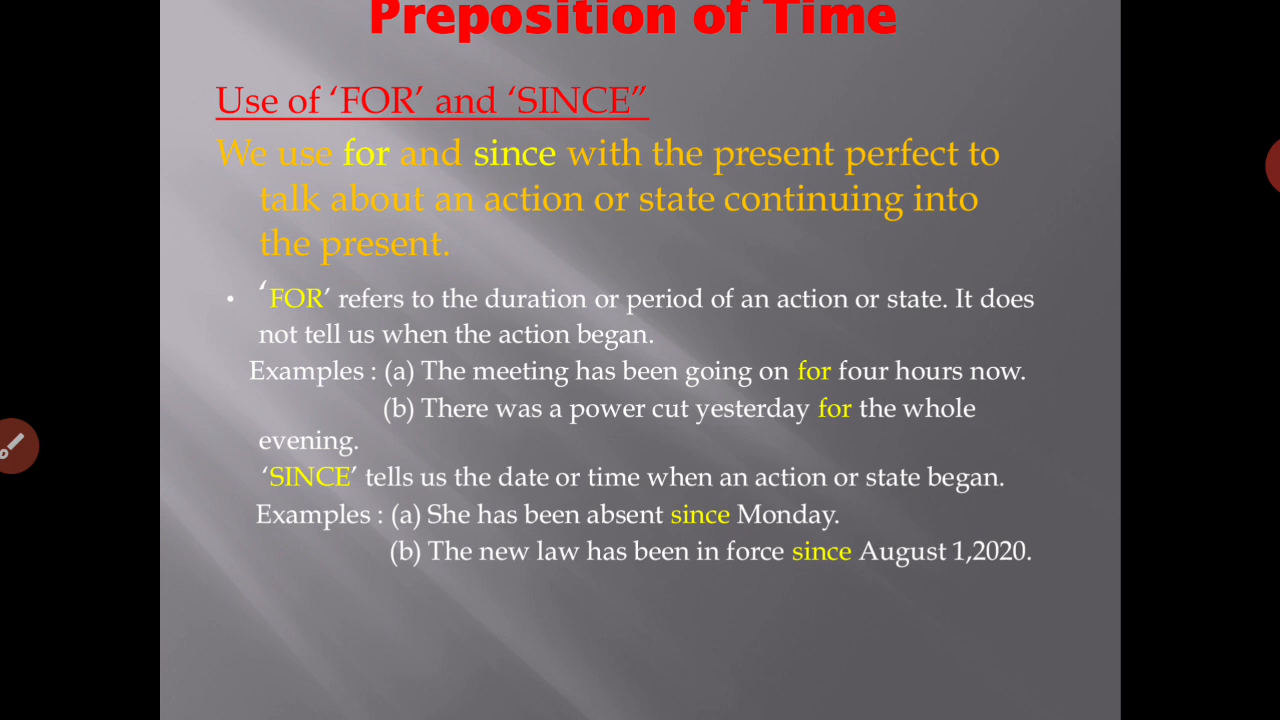 Preposition of Time
Use of ‘FOR’ and ‘SINCE”
We use for and since with the present perfect to
talk about an action or state continuing into
the present.
• ‘FOR’ refers to the duration or period of an action or state. It does
not tell us when the action began.
Examples : (a) The meeting has been going on for four hours now.
(b) There was a power cut yesterday for the whole
evening.
‘SINCE’ tells us the date or time when an action or state began.
Examples : (a) She has been absent since Monday.
(b) The new law has been in force since August 1,2020.